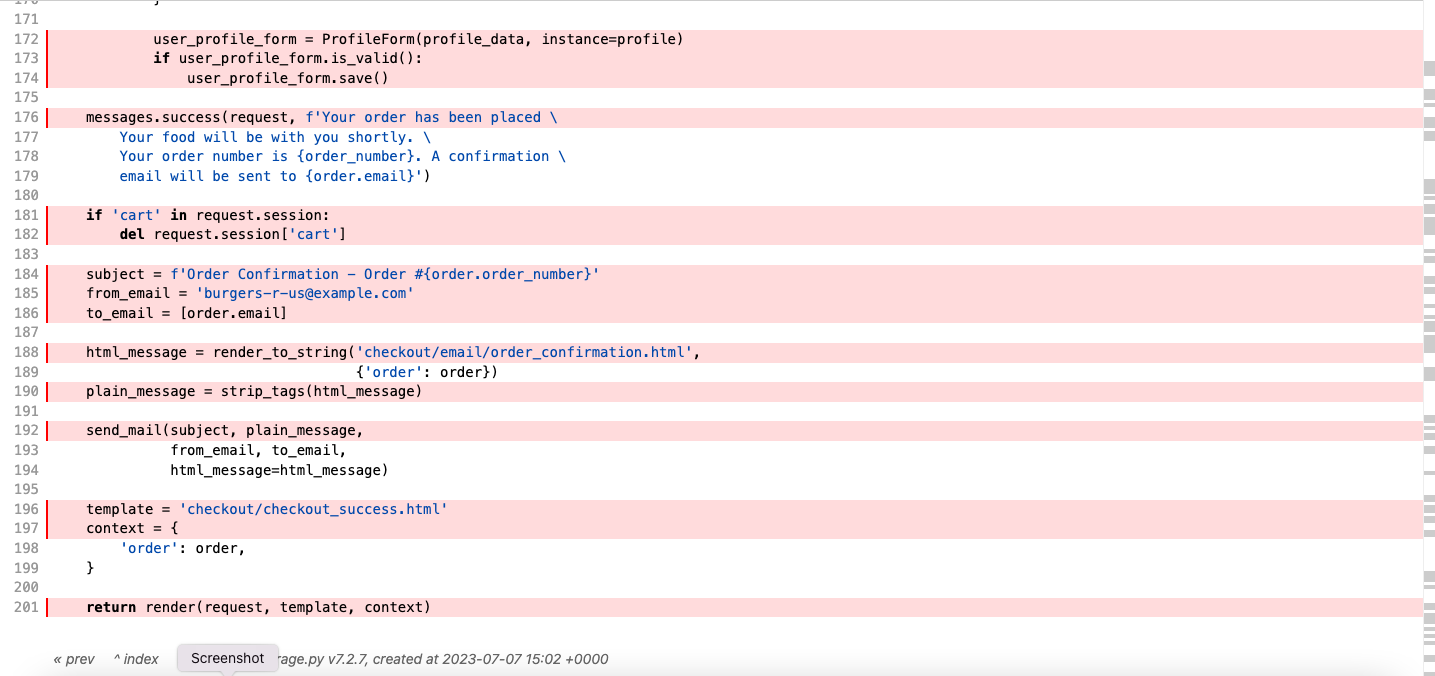 171
172 user_profile_form = ProfileForm(profile_data, instance=profile)
173 if user_profile_form.is_valid():
174 user_profile_form.save()
175
176 messages.success(request, f'Your order has been placed \
177 Your food will be with you shortly. \
178 Your order number is {order_number}. A confirmation \
179 email will be sent to {order.email}')
180
181 if 'cart' in request.session:
182 del request.session['cart']
183
184 subject = f'Order Confirmation - Order #{order.order_number}'
185 from_email = 'burgers-r-us@example.com'
186 to_email = [order.email]
187
188 html_message = render_to_string('checkout/email/order_confirmation.html',
189 {'order': order})
190 plain_message = strip_tags(html_message)
191
192 send_mail(subject, plain_message,
193 from_email, to_email,
194 html_message=html_message)
195
196 template = 'checkout/checkout_success.html'
197 context = {
198 'order': order,
199 }
200
201 return render(request, template, context)
« prev ^ index Screenshot rage.py v7.2.7, created at 2023-07-07 15:02 +0000